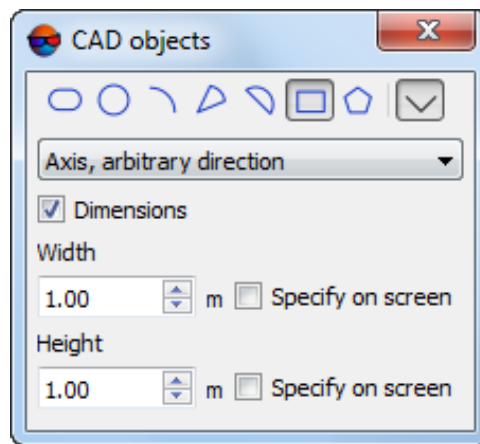 CAD objects
Axis, arbitrary direction
Dimensions
Width
1.00 m Specify on screen
Height
1.00 m Specify on screen